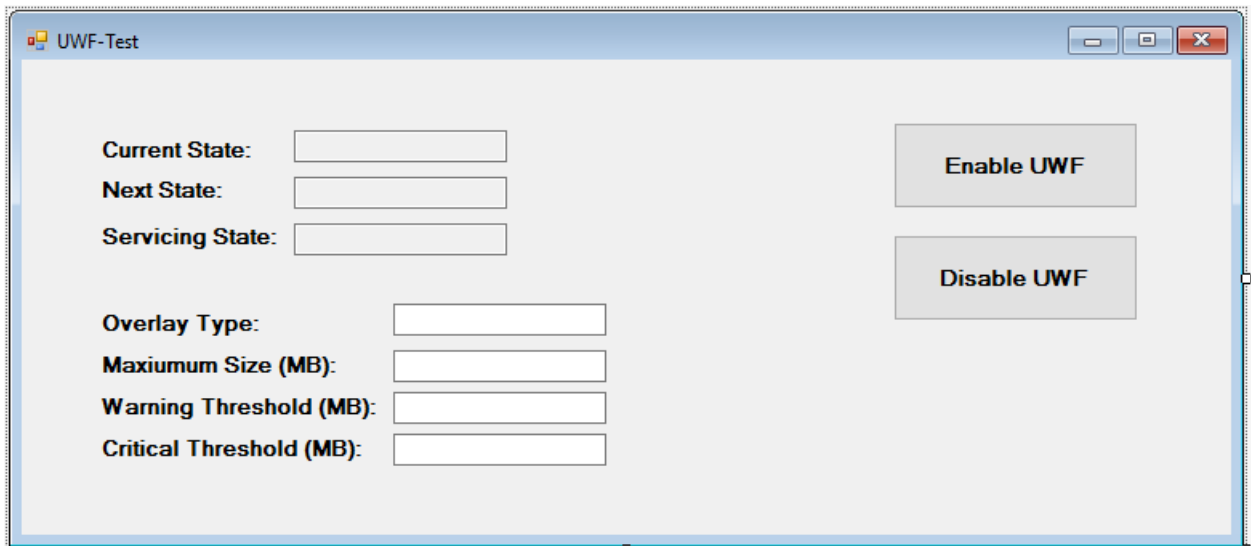 UWF-Test
Current State:
Next State:
Servicing State:
Enable UWF
Disable UWF
Overlay Type:
Maxiumum Size (MB):
Warning Threshold (MB):
Critical Threshold (MB):